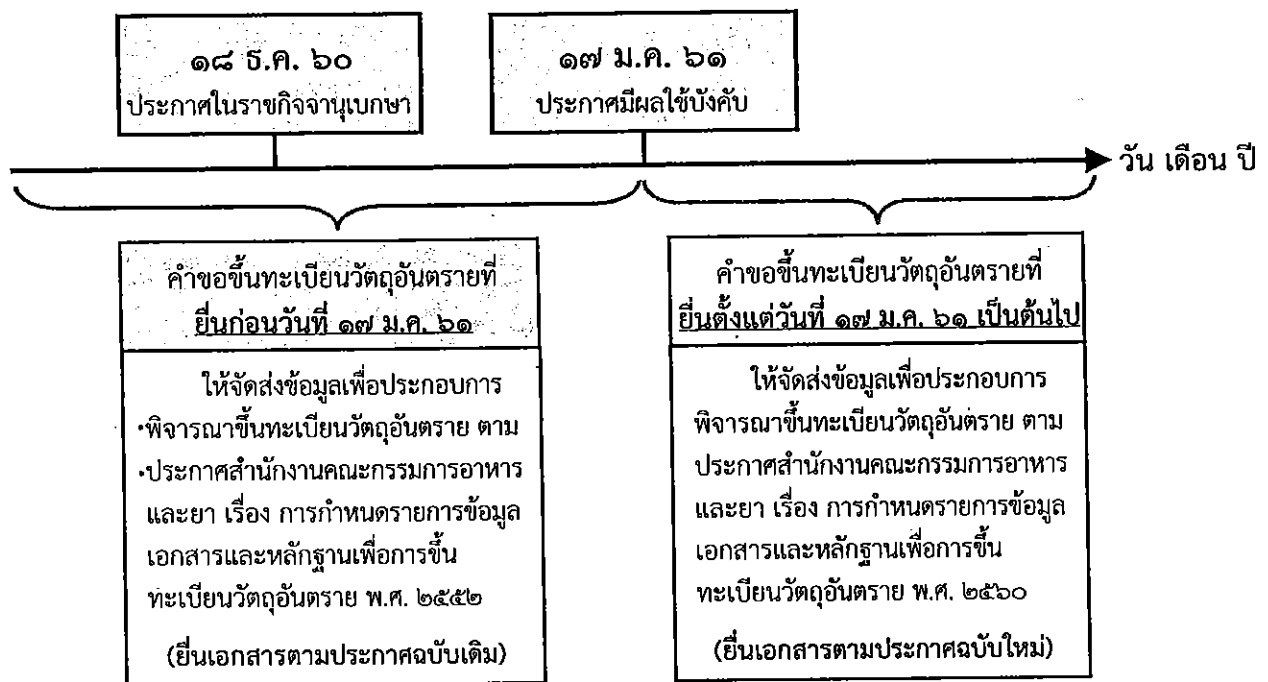 ๑๘ ธ.ค. ๖๐
ประกาศในราชกิจจานุเบกษา
๑๗ ม.ค. ๖๑
ประกาศมีผลใช้บังคับ
วัน เดือน ปี
คำขอขึ้นทะเบียนวัตถุอันตรายที่
ยื่นก่อนวันที่ ๑๗ ม.ค. ๖๑
ให้จัดส่งข้อมูลเพื่อประกอบการ
พิจารณาขึ้นทะเบียนวัตถุอันตราย ตาม
ประกาศสำนักงานคณะกรรมการอาหาร
และยา เรื่อง การกำหนดรายการข้อมูล
เอกสารและหลักฐานเพื่อการขึ้น
ทะเบียนวัตถุอันตราย พ.ศ. ๒๕๕๒
(ยื่นเอกสารตามประกาศฉบับเดิม)
คำขอขึ้นทะเบียนวัตถุอันตรายที่
ยื่นตั้งแต่วันที่ ๑๗ ม.ค. ๖๑ เป็นต้นไป
ให้จัดส่งข้อมูลเพื่อประกอบการ
พิจารณาขึ้นทะเบียนวัตถุอันตราย ตาม
ประกาศสำนักงานคณะกรรมการอาหาร
และยา เรื่อง การกำหนดรายการข้อมูล
เอกสารและหลักฐานเพื่อการขึ้น
ทะเบียนวัตถุอันตราย พ.ศ. ๒๕๖๐
(ยื่นเอกสารตามประกาศฉบับใหม่)